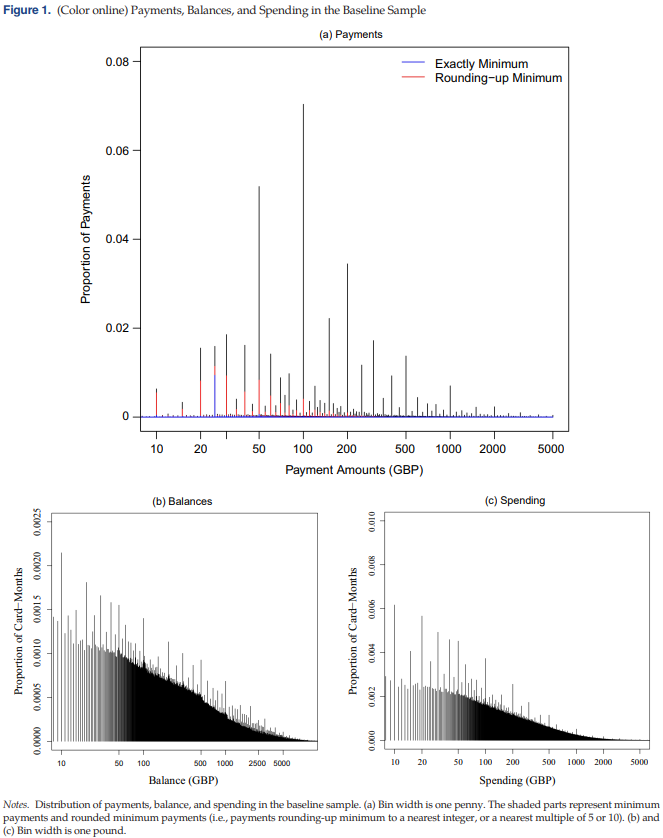 Figure 1. (Color online) Payments, Balances, and Spending in the Baseline Sample
(a) Payments
Exactly Minimum
Rounding−up Minimum
Proportion of Payments
0.08
0.06
0.04
0.02
0
10 20 50 100 200 500 1000 2000 5000
Payment Amounts (GBP)
(b) Balances
Proportion of Card−Months
0.0025
0.0020
0.0015
0.0010
0.0005
0.0000
10 50 100 500 1000 2500 5000
Balance (GBP)
(c) Spending
Proportion of Card−Months
0.010
0.008
0.006
0.004
0.002
0.000
10 20 50 100 200 500 1000 2000 5000
Spending (GBP)
Notes. Distribution of payments, balance, and spending in the baseline sample. (a) Bin width is one penny. The shaded parts represent minimum
payments and rounded minimum payments (i.e., payments rounding-up minimum to a nearest integer, or a nearest multiple of 5 or 10). (b) and
(c) Bin width is one pound.